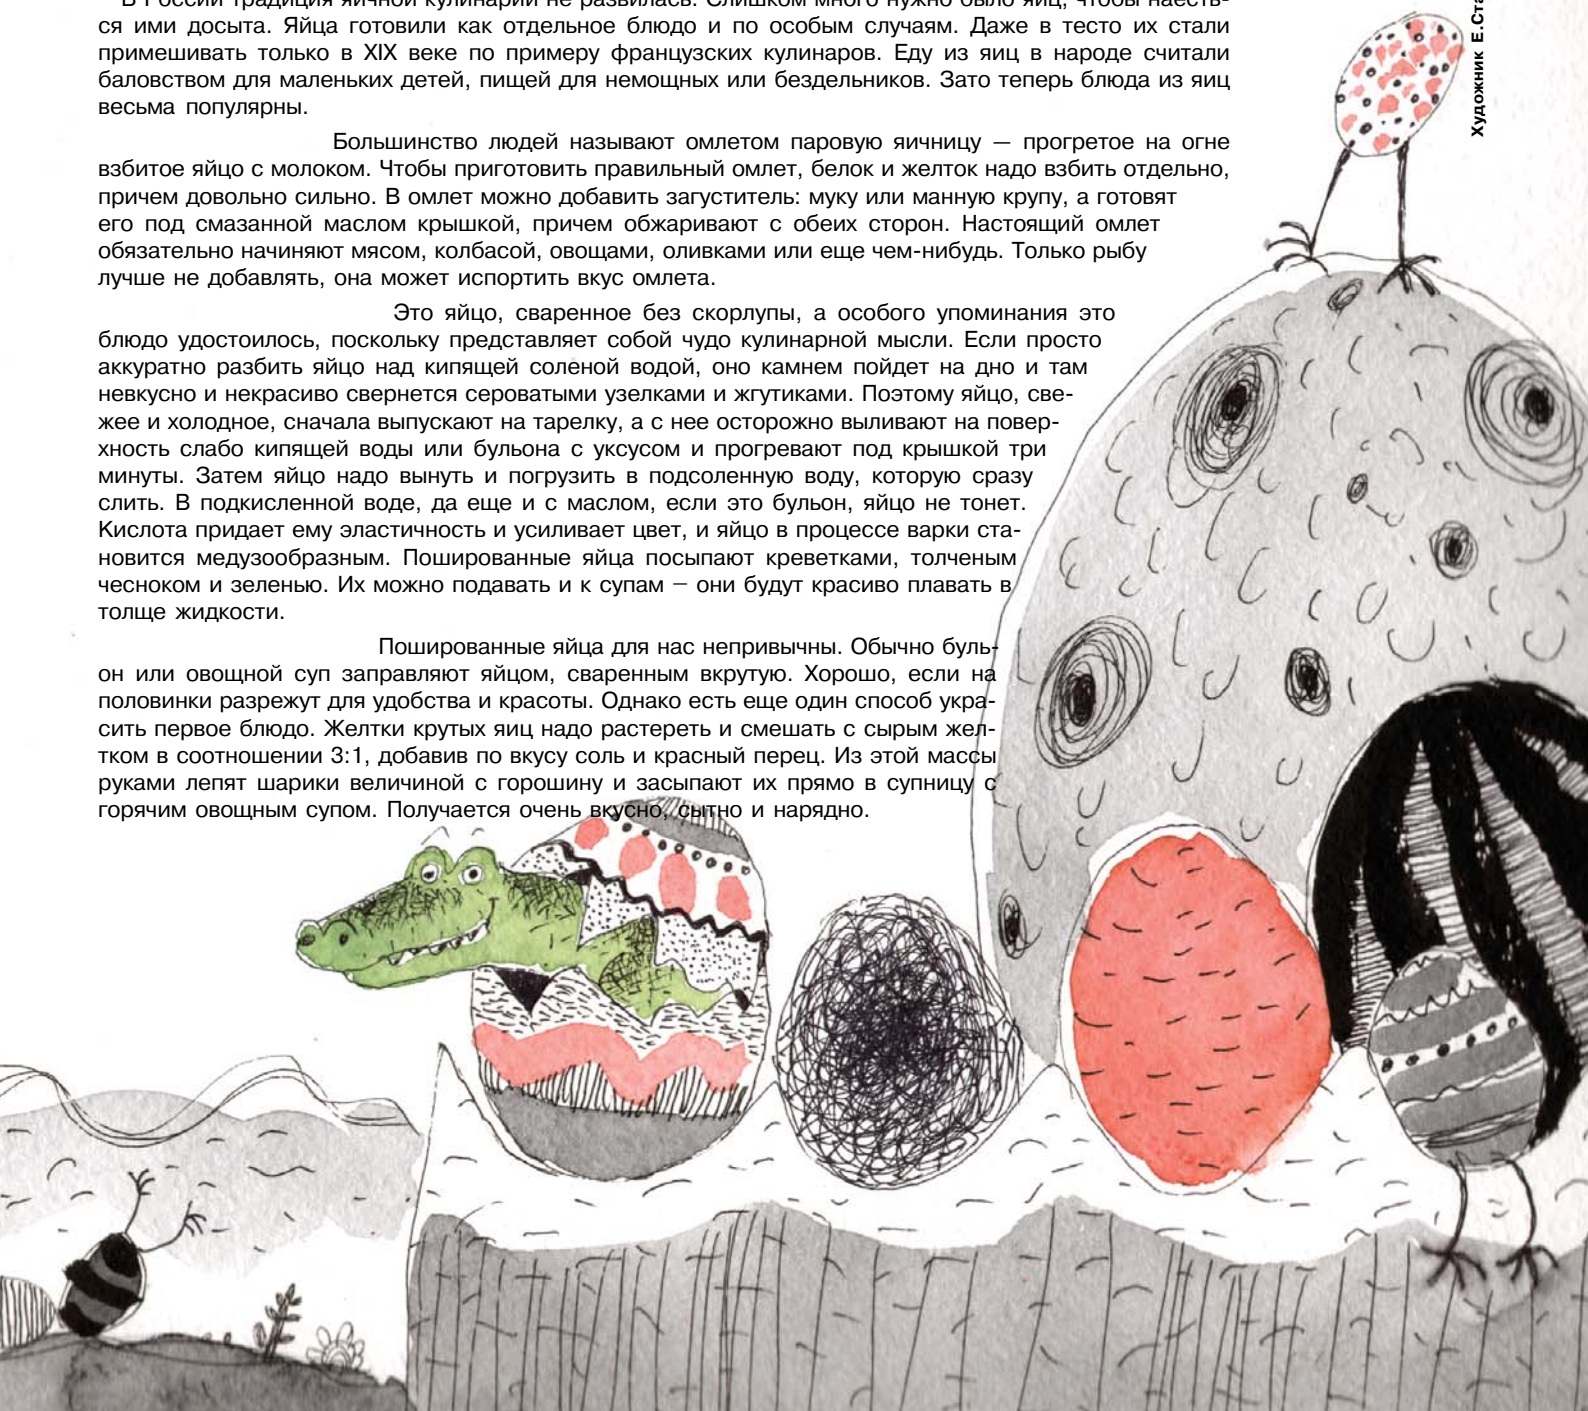 В России традиция яичной кулинарии не развилась. Слишком много нужно было яиц, чтобы наесть-
ся ими досыта. Яйца готовили как отдельное блюдо и по особым случаям. Даже в тесто их стали
примешивать только в XIX веке по примеру французских кулинаров. Еду из яиц в народе считали
баловством для маленьких детей, пищей для немощных или бездельников. Зато теперь блюда из яиц
весьма популярны.
Большинство людей называют омлетом паровую яичницу — прогретое на огне
взбитое яйцо с молоком. Чтобы приготовить правильный омлет, белок и желток надо взбить отдельно,
причем довольно сильно. В омлет можно добавить загуститель: муку или манную крупу, а готовят
его под смазанной маслом крышкой, причем обжаривают с обеих сторон. Настоящий омлет
обязательно начиняют мясом, колбасой, овощами, оливками или еще чем-нибудь. Только рыбу
лучше не добавлять, она может испортить вкус омлета.
Это яйцо, сваренное без скорлупы, а особого упоминания это
блюдо удостоилось, поскольку представляет собой чудо кулинарной мысли. Если просто
аккуратно разбить яйцо над кипящей соленой водой, оно камнем пойдет на дно и там
невкусно и некрасиво свернется сероватыми узелками и жгутиками. Поэтому яйцо, све-
жее и холодное, сначала выпускают на тарелку, а с нее осторожно выливают на повер-
хность слабо кипящей воды или бульона с уксусом и прогревают под крышкой три
минуты. Затем яйцо надо вынуть и погрузить в подсоленную воду, которую сразу
слить. В подкисленной воде, да еще и с маслом, если это бульон, яйцо не тонет.
Кислота придает ему эластичность и усиливает цвет, и яйцо в процессе варки ста-
новится медузообразным. Пошированные яйца посыпают креветками, толченым
чесноком и зеленью. Их можно подавать и к супам — они будут красиво плавать в
толще жидкости.
Пошированные яйца для нас непривычны. Обычно буль-
он или овощной суп заправляют яйцом, сваренным вкрутую. Хорошо, если на
половинки разрежут для удобства и красоты. Однако есть еще один способ укра-
сить первое блюдо. Желтки крутых яиц надо растереть и смешать с сырым жел-
тком в соотношении 3:1, добавив по вкусу соль и красный перец. Из этой массы
руками лепят шарики величиной с горошину и засыпают их прямо в супницу с
горячим овощным супом. Получается очень вкусно, сытно и нарядно.
Художник Е.Ста